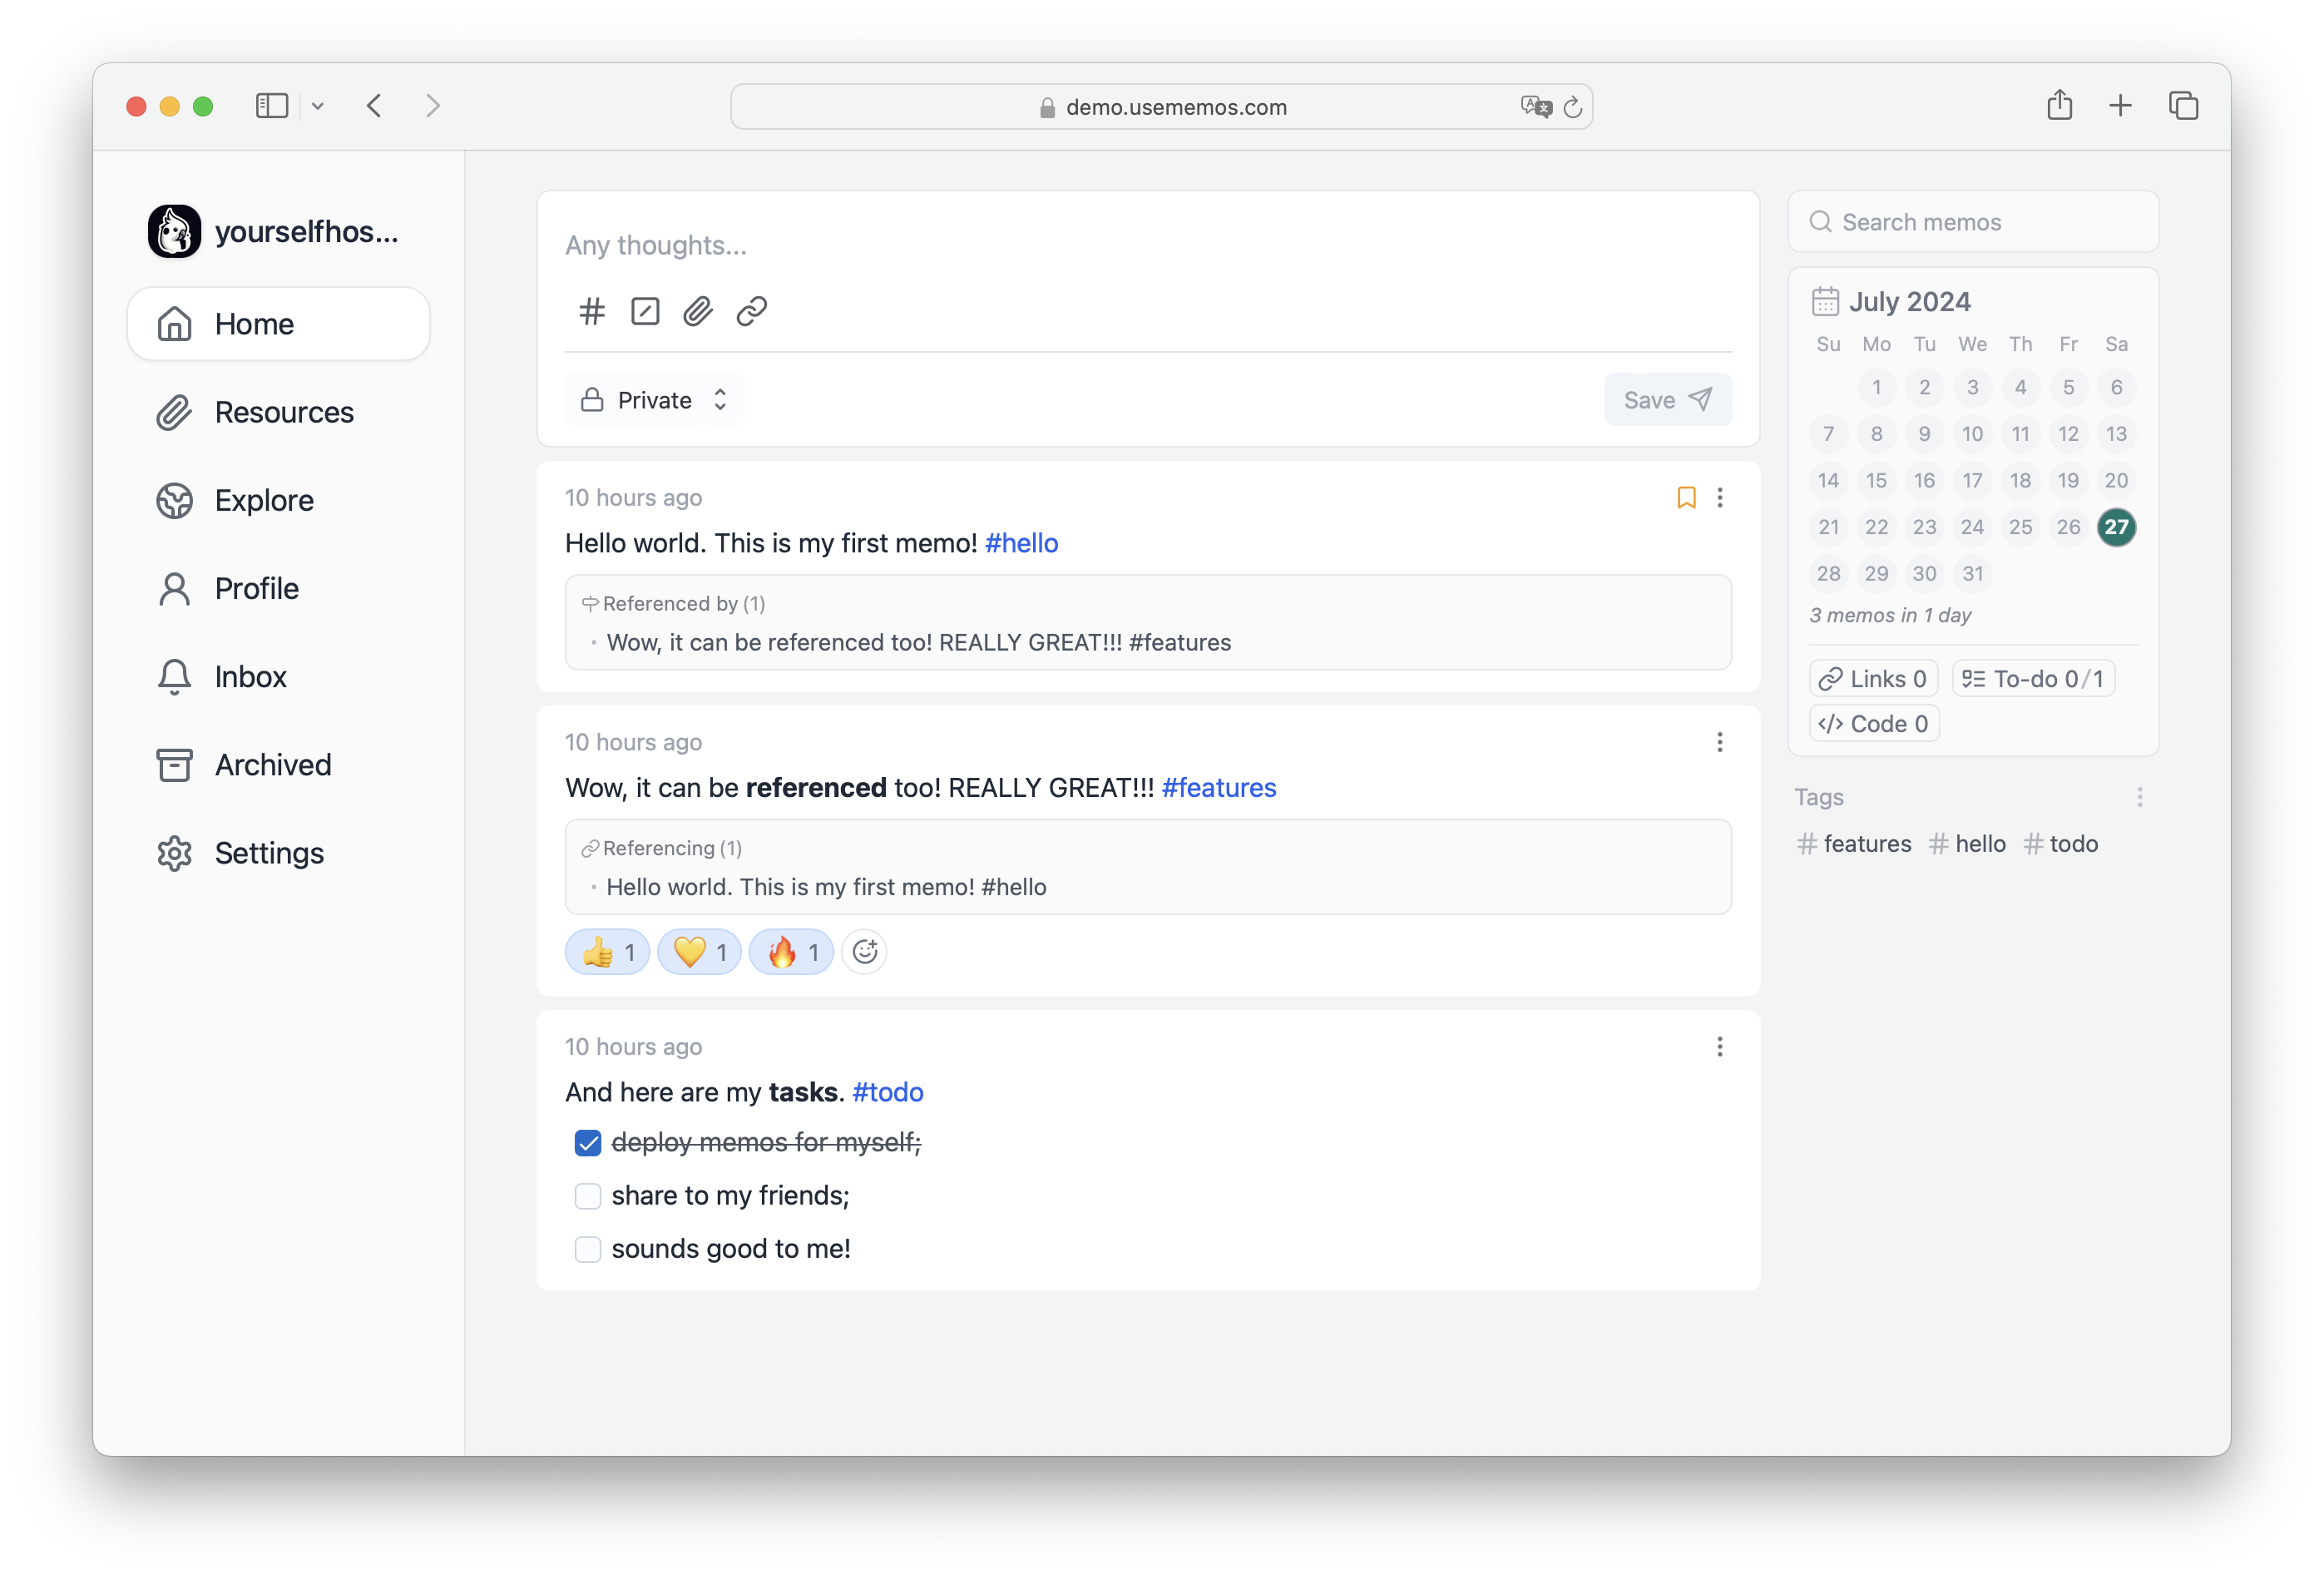 demo.usememos.com
yourselfhos...
Home
Resources
Explore
Profile
Inbox
Archived
Settings
Any thoughts...
Private
Save
10 hours ago
Hello world. This is my first memo! #hello
Referenced by (1)
• Wow, it can be referenced too! REALLY GREAT!!! #features
10 hours ago
Wow, it can be referenced too! REALLY GREAT!!! #features
Referencing (1)
• Hello world. This is my first memo! #hello
👍 1 💛 1 🔥 1
10 hours ago
And here are my tasks. #todo
deploy memos for myself;
share to my friends;
sounds good to me!
Search memos
July 2024
Su Mo Tu We Th Fr Sa
1 2 3 4 5 6
7 8 9 10 11 12 13
14 15 16 17 18 19 20
21 22 23 24 25 26 27
28 29 30 31
3 memos in 1 day
Links 0 To-do 0/1
</> Code 0
Tags
# features # hello # todo